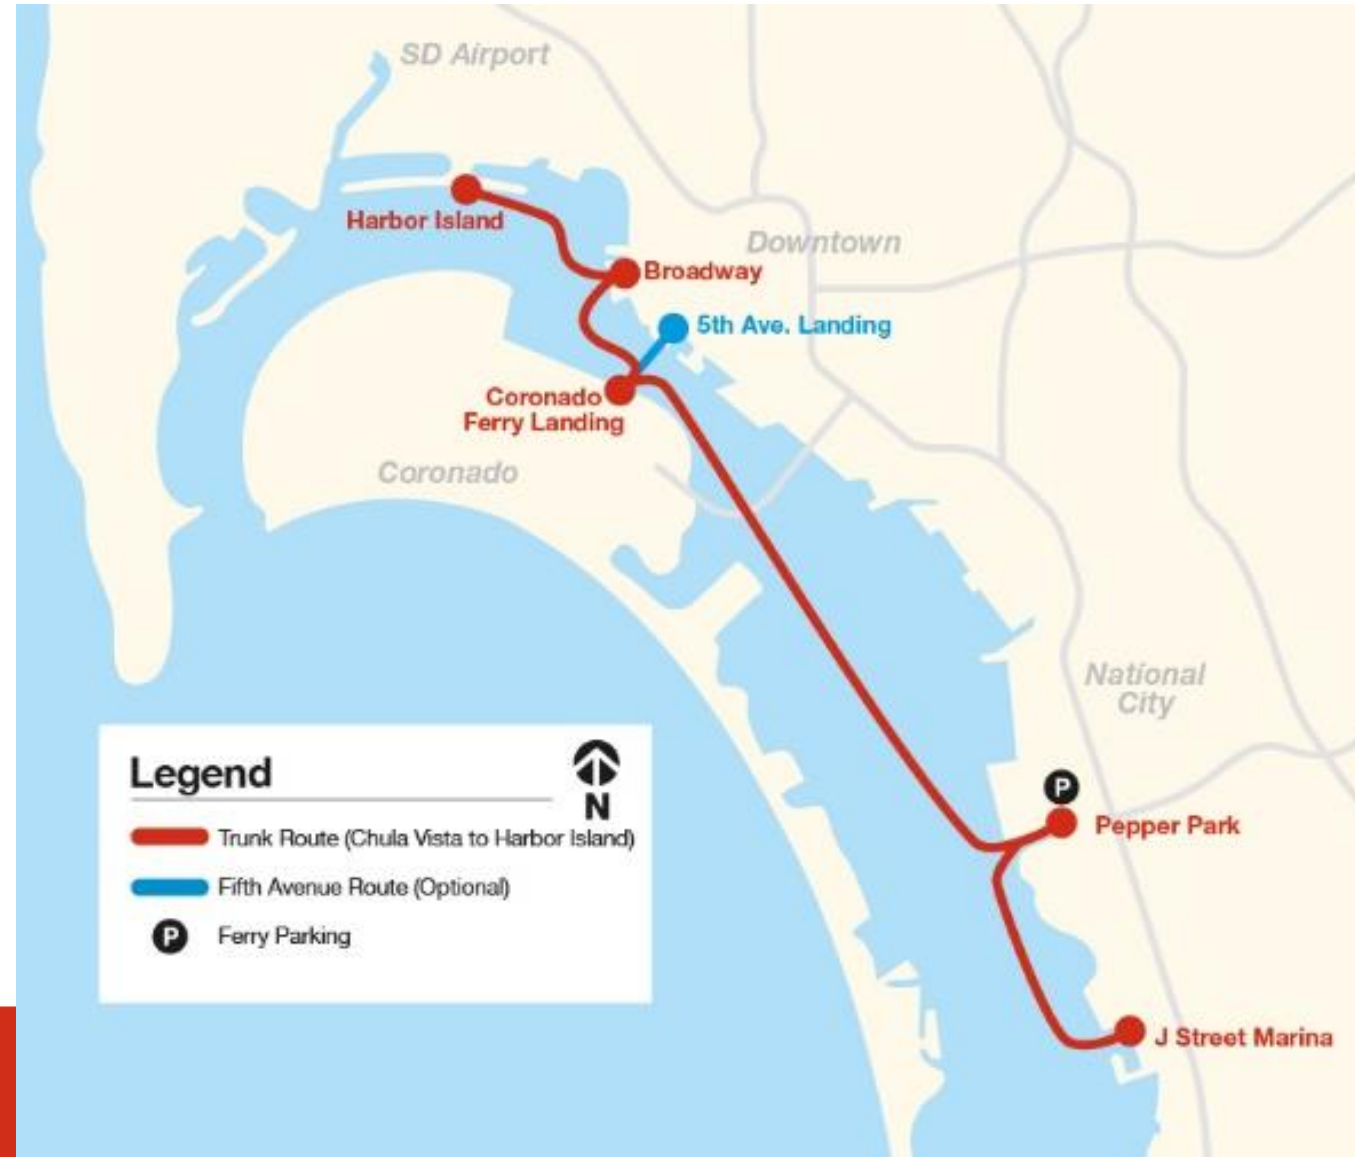 SD Airport
Harbor Island
Downtown
Broadway
5th Ave. Landing
Coronado
Ferry Landing
Coronado
National
City
Legend
N
Trunk Route (Chula Vista to Harbor Island)
Fifth Avenue Route (Optional)
P
Ferry Parking
P
Pepper Park
J Street Marina